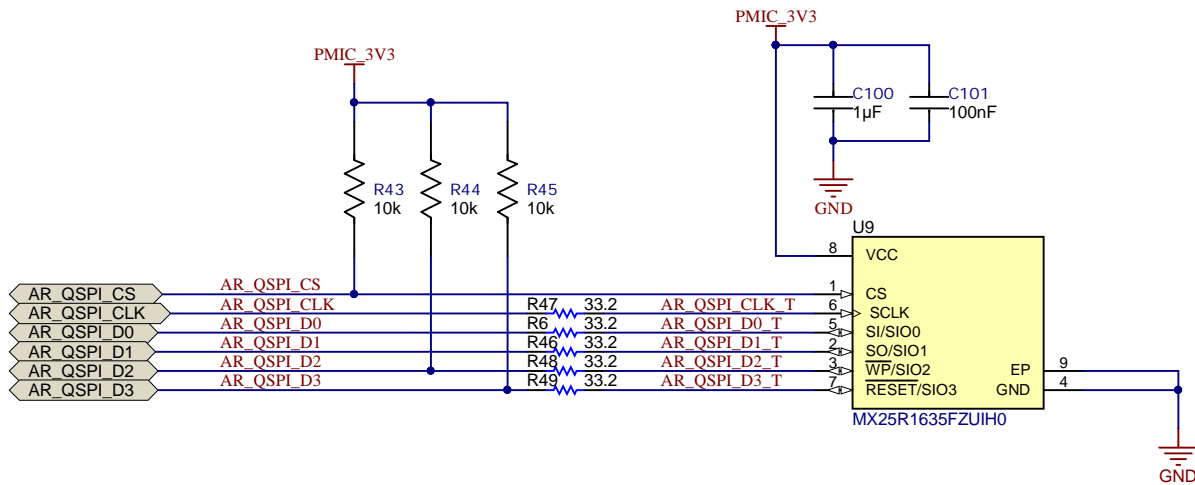 PMIC_3V3
PMIC_3V3
C100
1µF
C101
100nF
R43
10k
R44
10k
R45
10k
GND
U9
8 VCC
AR_QSPI_CS AR_QSPI_CS 1 CS
AR_QSPI_CLK AR_QSPI_CLK R47 33.2 AR_QSPI_CLK_T 6 SCLK
AR_QSPI_D0 AR_QSPI_D0 R6 33.2 AR_QSPI_D0_T 5 SI/SIO0
AR_QSPI_D1 AR_QSPI_D1 R46 33.2 AR_QSPI_D1_T 2 SO/SIO1
AR_QSPI_D2 AR_QSPI_D2 R48 33.2 AR_QSPI_D2_T 3 WP/SIO2 EP 9
AR_QSPI_D3 AR_QSPI_D3 R49 33.2 AR_QSPI_D3_T 7 RESET/SIO3 GND 4
MX25R1635FZUIH0
GND